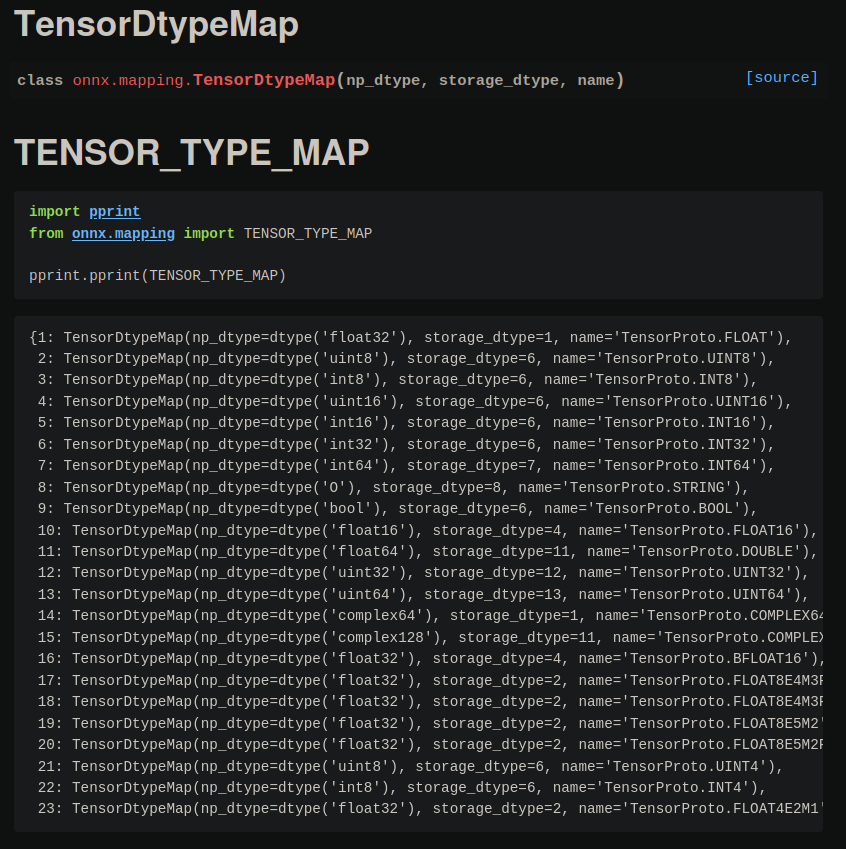 TensorDtypeMap
class onnx.mapping.TensorDtypeMap(np_dtype, storage_dtype, name) [source]
TENSOR_TYPE_MAP
import pprint
from onnx.mapping import TENSOR_TYPE_MAP
pprint.pprint(TENSOR_TYPE_MAP)
{1: TensorDtypeMap(np_dtype=dtype('float32'), storage_dtype=1, name='TensorProto.FLOAT'),
2: TensorDtypeMap(np_dtype=dtype('uint8'), storage_dtype=6, name='TensorProto.UINT8'),
3: TensorDtypeMap(np_dtype=dtype('int8'), storage_dtype=6, name='TensorProto.INT8'),
4: TensorDtypeMap(np_dtype=dtype('uint16'), storage_dtype=6, name='TensorProto.UINT16'),
5: TensorDtypeMap(np_dtype=dtype('int16'), storage_dtype=6, name='TensorProto.INT16'),
6: TensorDtypeMap(np_dtype=dtype('int32'), storage_dtype=6, name='TensorProto.INT32'),
7: TensorDtypeMap(np_dtype=dtype('int64'), storage_dtype=7, name='TensorProto.INT64'),
8: TensorDtypeMap(np_dtype=dtype('O'), storage_dtype=8, name='TensorProto.STRING'),
9: TensorDtypeMap(np_dtype=dtype('bool'), storage_dtype=6, name='TensorProto.BOOL'),
10: TensorDtypeMap(np_dtype=dtype('float16'), storage_dtype=4, name='TensorProto.FLOAT16'),
11: TensorDtypeMap(np_dtype=dtype('float64'), storage_dtype=11, name='TensorProto.DOUBLE'),
12: TensorDtypeMap(np_dtype=dtype('uint32'), storage_dtype=12, name='TensorProto.UINT32'),
13: TensorDtypeMap(np_dtype=dtype('uint64'), storage_dtype=13, name='TensorProto.UINT64'),
14: TensorDtypeMap(np_dtype=dtype('complex64'), storage_dtype=1, name='TensorProto.COMPLEX64
15: TensorDtypeMap(np_dtype=dtype('complex128'), storage_dtype=11, name='TensorProto.COMPLEX
16: TensorDtypeMap(np_dtype=dtype('float32'), storage_dtype=4, name='TensorProto.BFLOAT16'),
17: TensorDtypeMap(np_dtype=dtype('float32'), storage_dtype=2, name='TensorProto.FLOAT8E4M3F
18: TensorDtypeMap(np_dtype=dtype('float32'), storage_dtype=2, name='TensorProto.FLOAT8E4M3F
19: TensorDtypeMap(np_dtype=dtype('float32'), storage_dtype=2, name='TensorProto.FLOAT8E5M2'
20: TensorDtypeMap(np_dtype=dtype('float32'), storage_dtype=2, name='TensorProto.FLOAT8E5M2F
21: TensorDtypeMap(np_dtype=dtype('uint8'), storage_dtype=6, name='TensorProto.UINT4'),
22: TensorDtypeMap(np_dtype=dtype('int8'), storage_dtype=6, name='TensorProto.INT4'),
23: TensorDtypeMap(np_dtype=dtype('float32'), storage_dtype=2, name='TensorProto.FLOAT4E2M1'